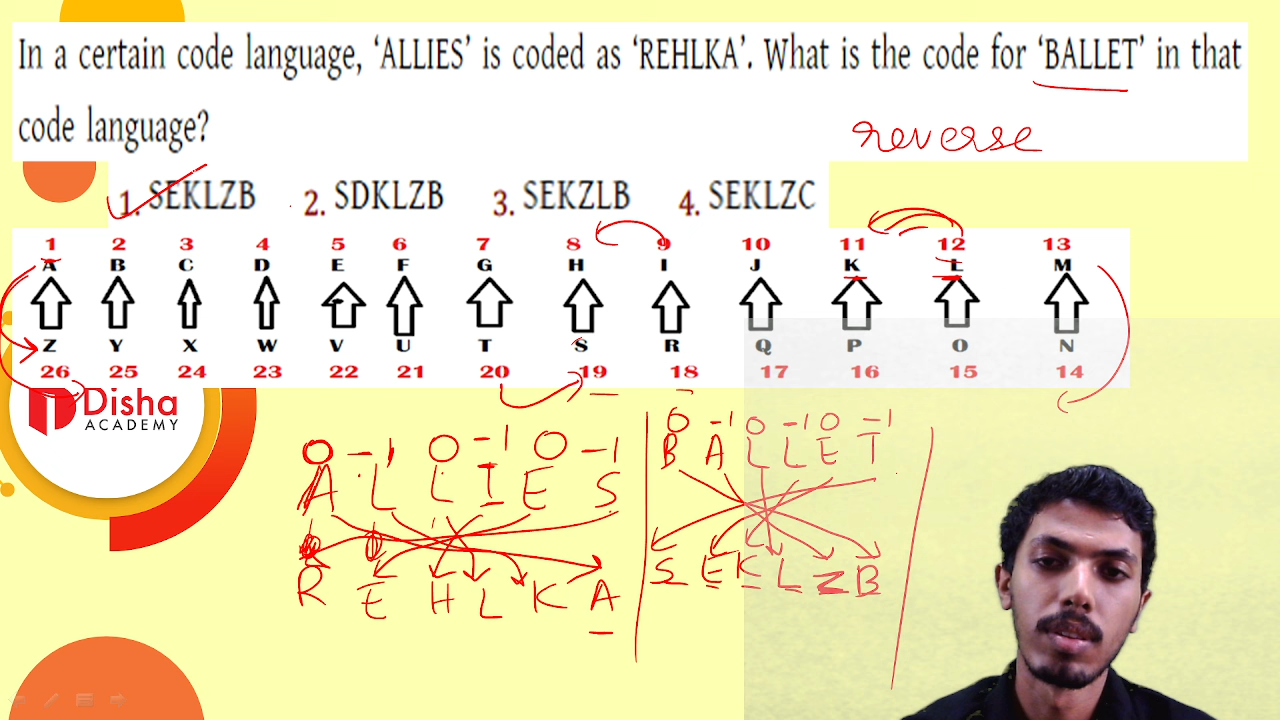 In a certain code language, ‘ALLIES’ is coded as ‘REHLKA’. What is the code for ‘BALLET’ in that
code language?
reverse
1. SEKLZB 2. SDKLZB 3. SEKZLB 4. SEKLZC
1 2 3 4 5 6 7 8 9 10 11 12 13
A B C D E F G H I J K L M
Z Y X W V U T S R Q P O N
26 25 24 23 22 21 20 19 18 17 16 15 14
Disha
ACADEMY
0 -1 0 -1 0 -1
A L L I E S
R E H L K A
0 -1 0 -1 0 -1
B A L L E T
S E K L Z B